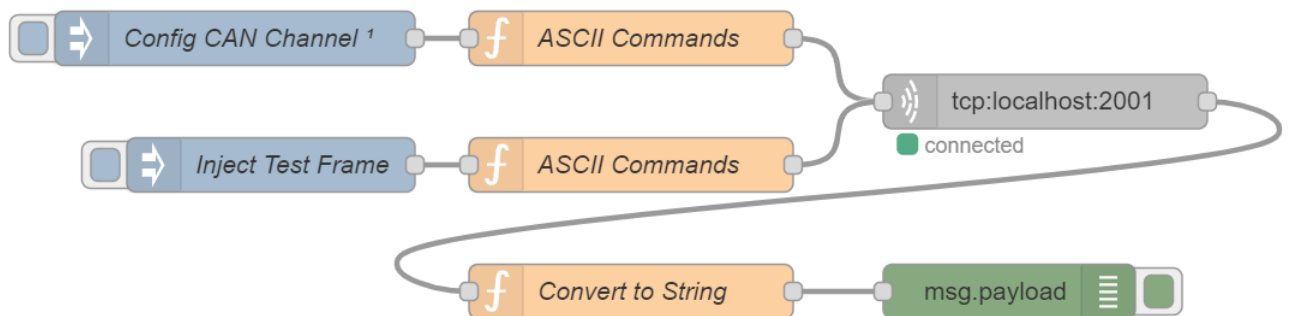 Config CAN Channel ¹
ASCII Commands
tcp:localhost:2001
connected
Inject Test Frame
ASCII Commands
Convert to String
msg.payload